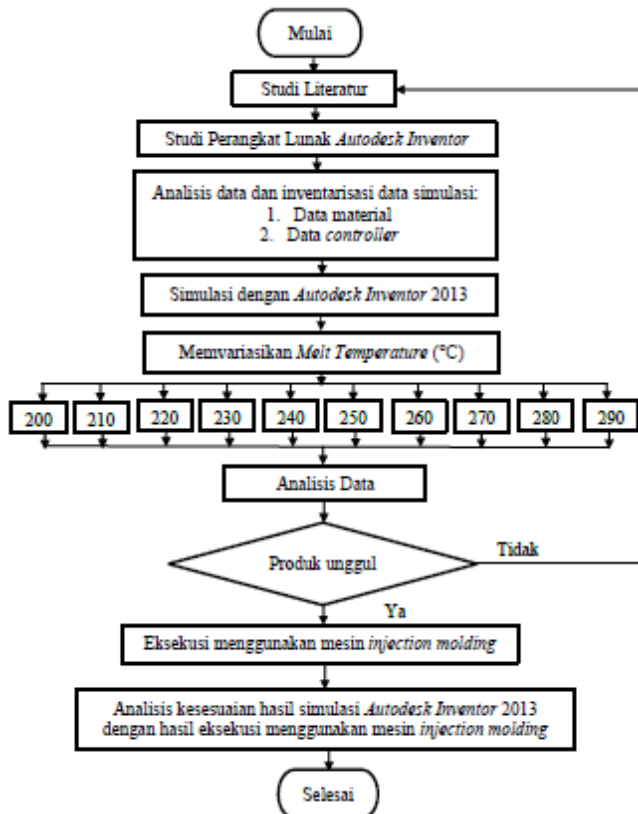 Mulai
Studi Literatur
Studi Perangkat Lunak Autodesk Inventor
Analisis data dan inventarisasi data simulasi:
1. Data material
2. Data controller
Simulasi dengan Autodesk Inventor 2013
Memvariasikan Melt Temperature (°C)
200 210 220 230 240 250 260 270 280 290
Analisis Data
Produk unggul
Tidak
Ya
Eksekusi menggunakan mesin injection molding
Analisis kesesuaian hasil simulasi Autodesk Inventor 2013
dengan hasil eksekusi menggunakan mesin injection molding
Selesai